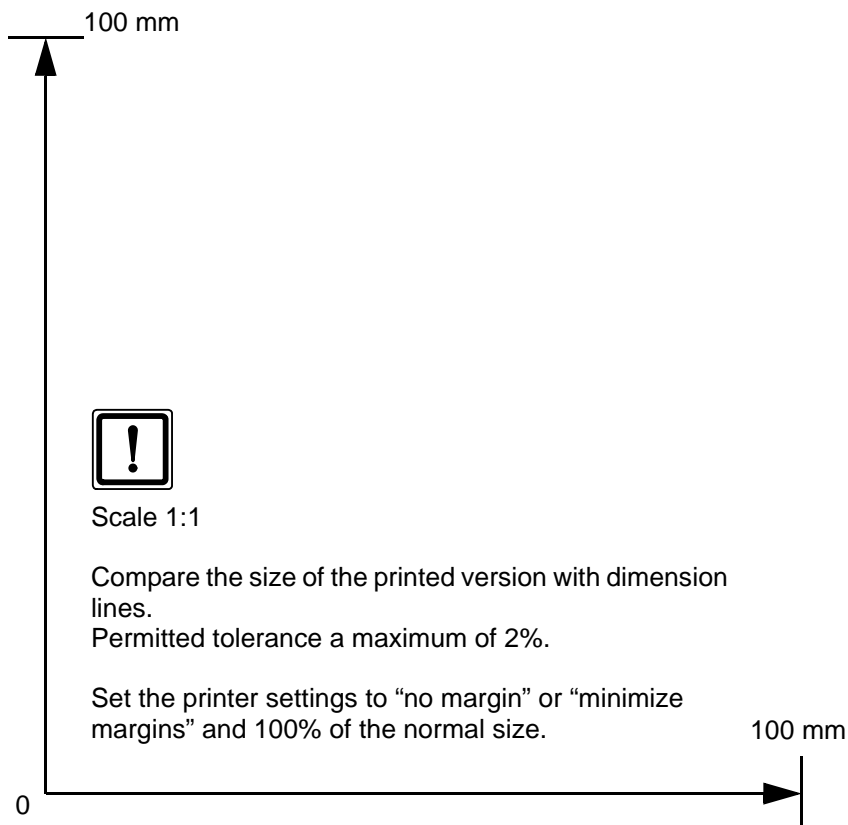 100 mm
!
Scale 1:1
Compare the size of the printed version with dimension
lines.
Permitted tolerance a maximum of 2%.
Set the printer settings to “no margin” or “minimize
margins” and 100% of the normal size.
100 mm
0